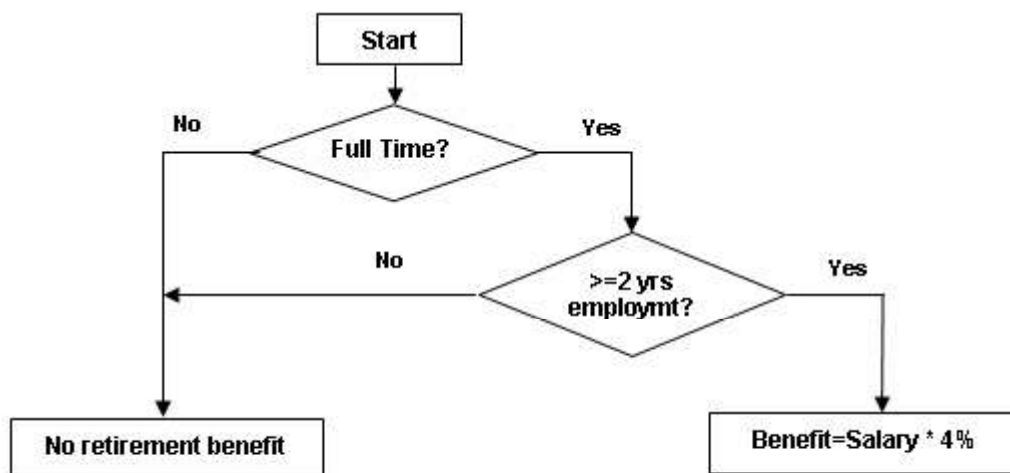 Start
No
Full Time?
Yes
No
>=2 yrs
employmt?
Yes
No retirement benefit
Benefit=Salary * 4%